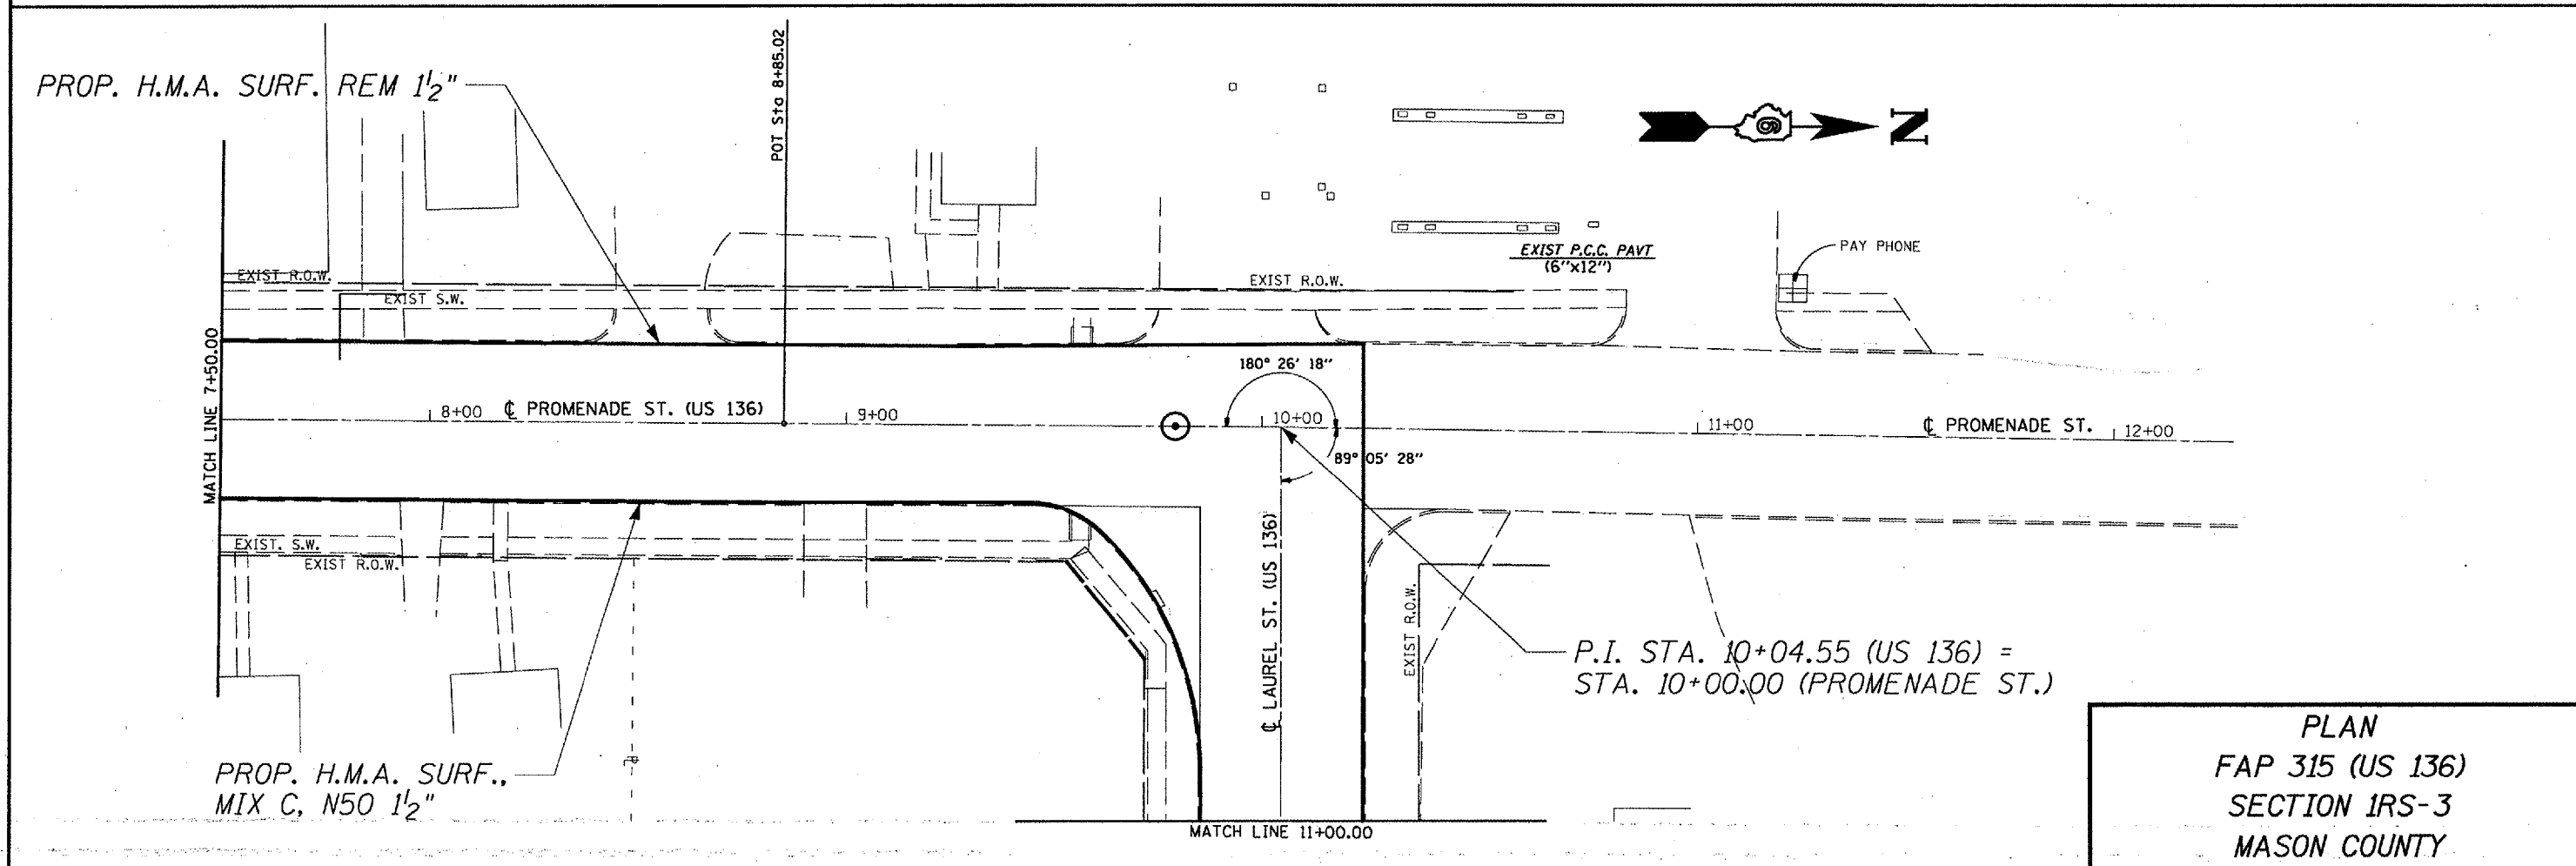 PROP. H.M.A. SURF. REM 1½"
POT Sta 8+85.02
N
EXIST P.C.C. PAVT
(6"x12")
PAY PHONE
EXIST R.O.W.
EXIST R.O.W.
EXIST S.W.
MATCH LINE 7+50.00
180° 26' 18"
8+00
℄ PROMENADE ST. (US 136)
9+00
10+00
11+00
℄ PROMENADE ST.
12+00
89° 05' 28"
EXIST. S.W.
EXIST R.O.W.
℄ LAUREL ST. (US 136)
EXIST R.O.W.
P.I. STA. 10+04.55 (US 136) =
STA. 10+00.00 (PROMENADE ST.)
PROP. H.M.A. SURF.,
MIX C, N50 1½"
MATCH LINE 11+00.00
PLAN
FAP 315 (US 136)
SECTION 1RS-3
MASON COUNTY